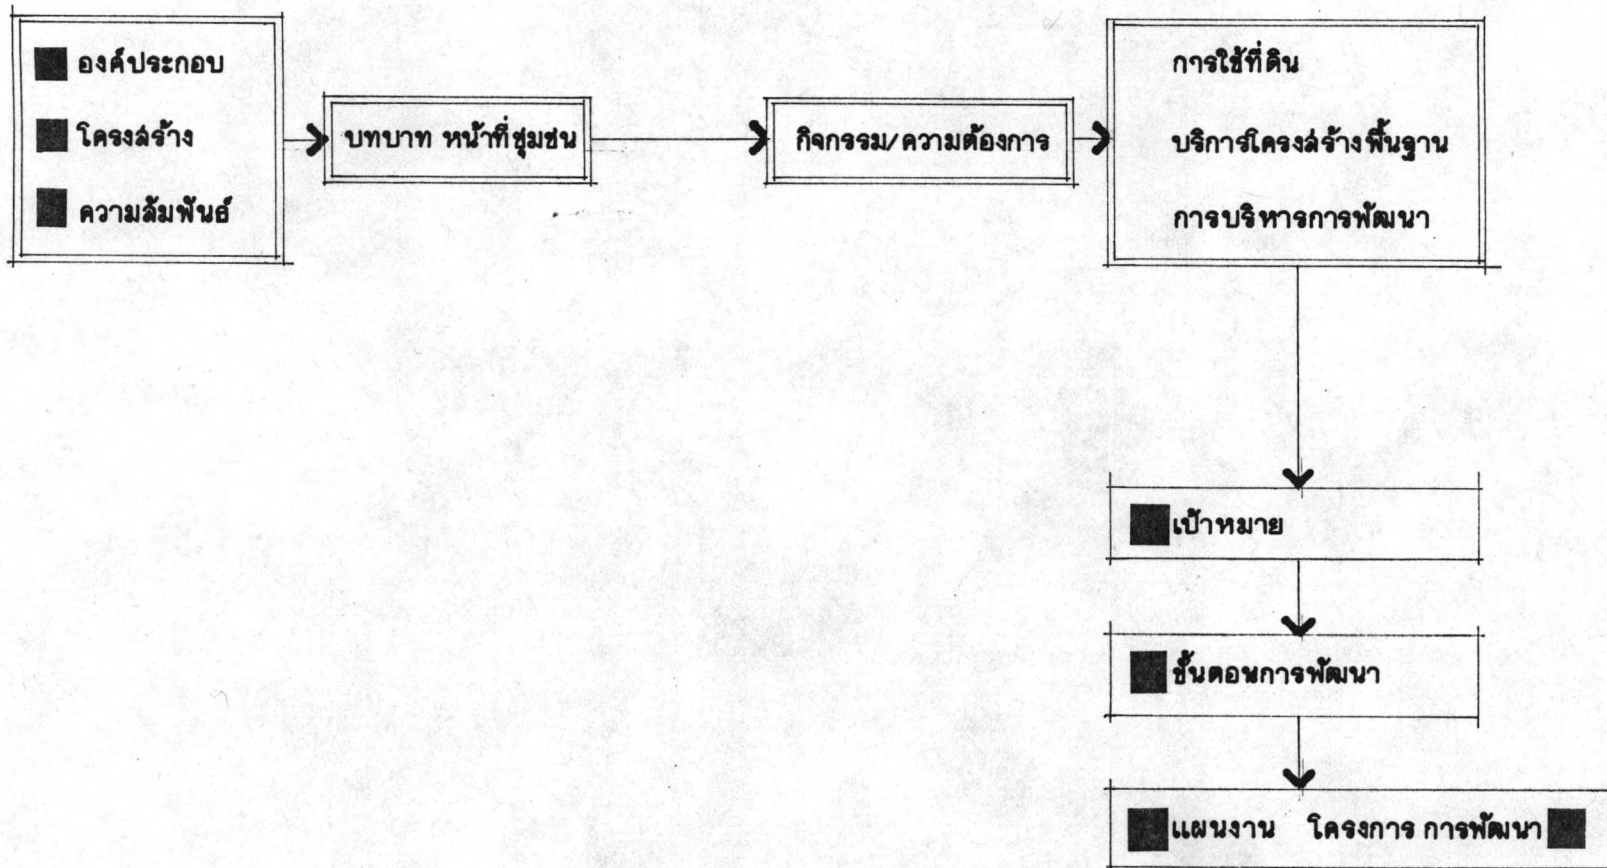 องค์ประกอบ
โครงสร้าง
ความสัมพันธ์
บทบาท หน้าที่ชุมชน
กิจกรรม/ความต้องการ
การใช้ที่ดิน
บริการโครงสร้างพื้นฐาน
การบริหารการพัฒนา
เป้าหมาย
ขั้นตอนการพัฒนา
แผนงาน โครงการ การพัฒนา